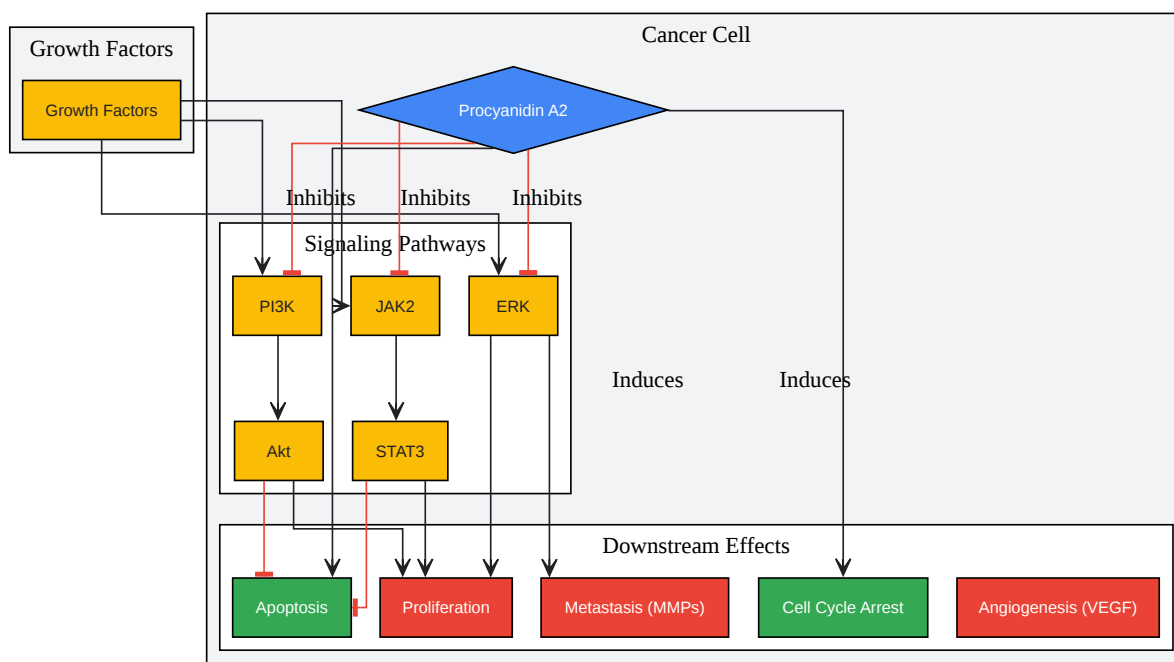 Cancer Cell
Growth Factors
Growth Factors
Procyanidin A2
Inhibits
Inhibits
Inhibits
Signaling Pathways
PI3K
JAK2
ERK
Induces
Induces
Akt
STAT3
Downstream Effects
Apoptosis
Proliferation
Metastasis (MMPs)
Cell Cycle Arrest
Angiogenesis (VEGF)